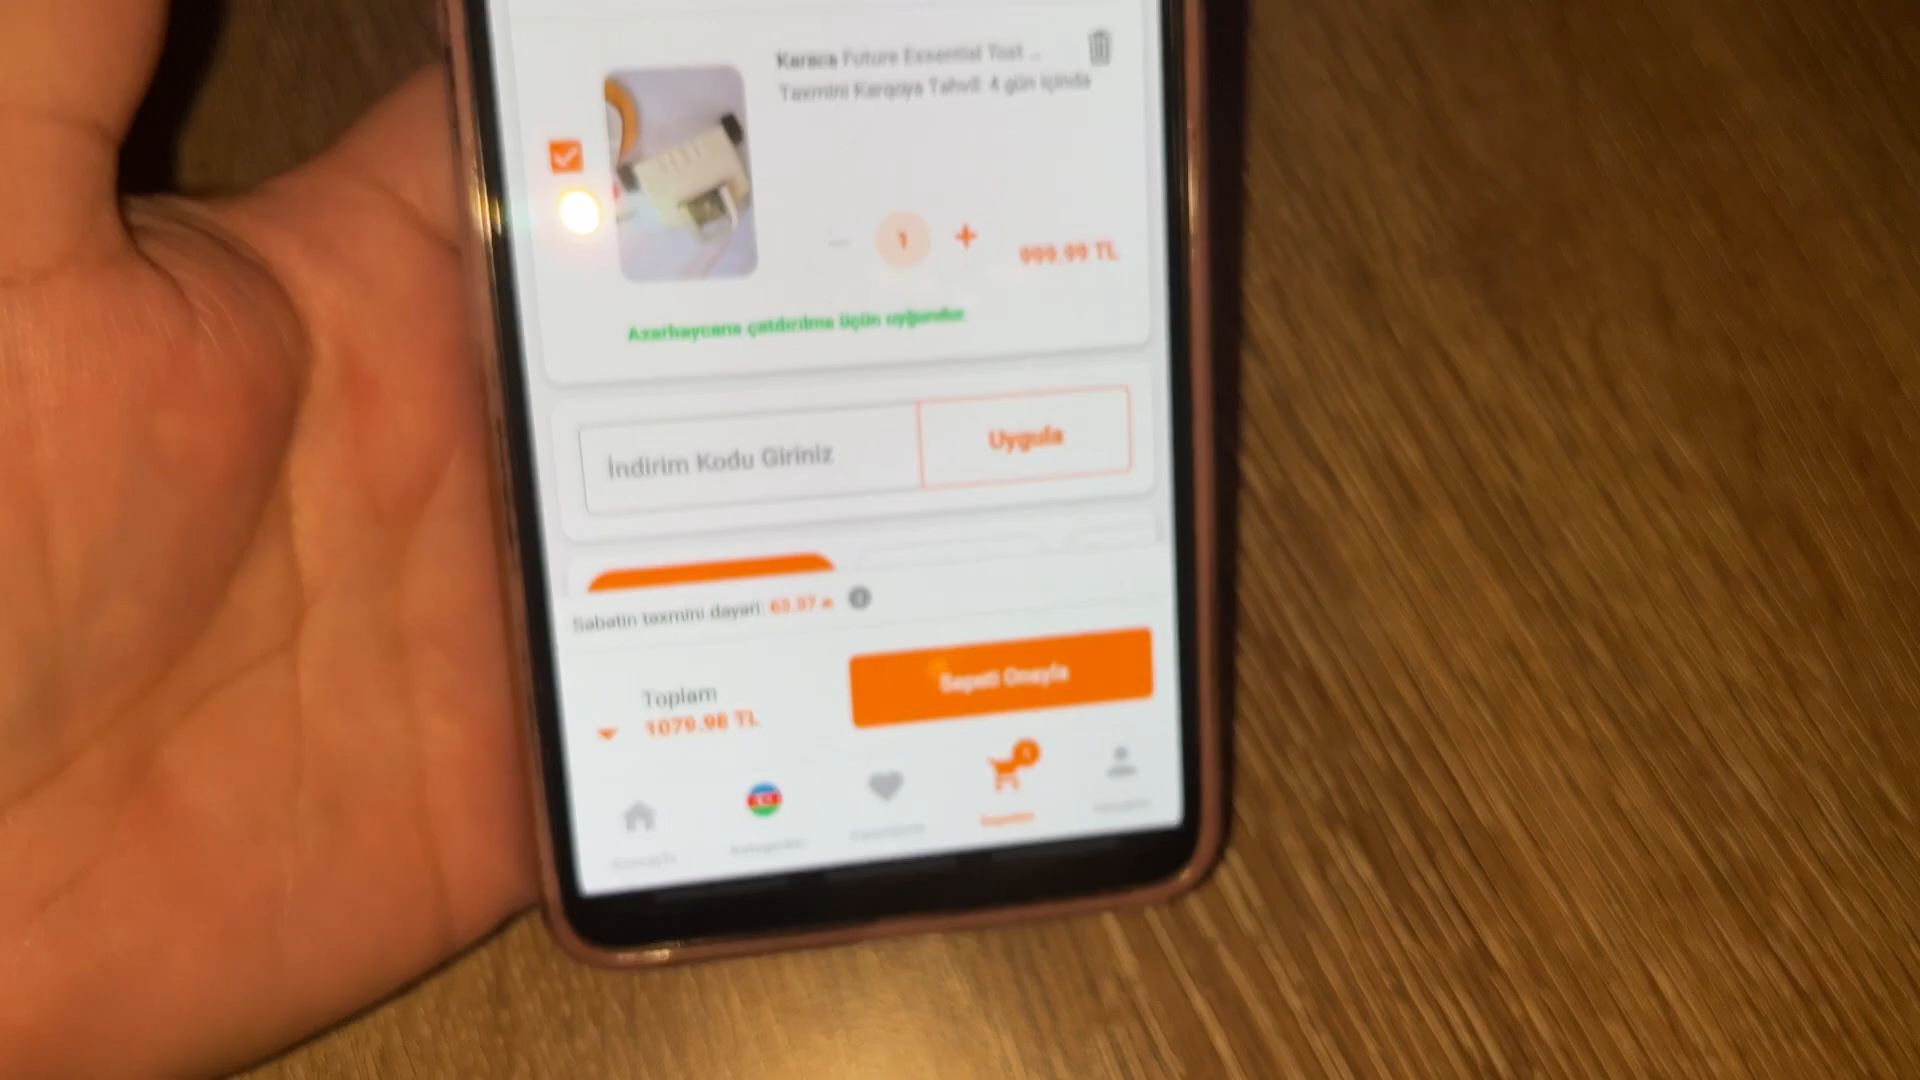 Karaca Future Essential Tost ...
Təxmini Karqoya Təhvil: 4 gün içində
1
999.99 TL
Azərbaycana çatdırılma üçün uyğundur.
İndirim Kodu Giriniz
Uygula
Səbətin təxmini dəyəri: 63.37 ₼
Toplam
1079.98 TL
Sepeti Onayla
1